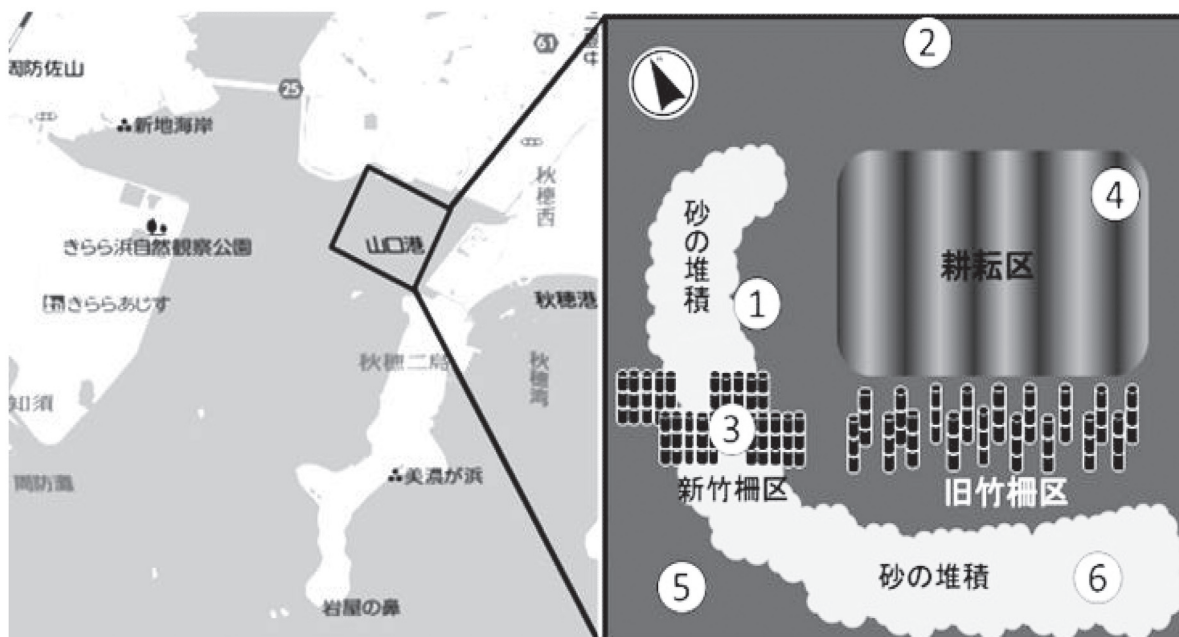 周防佐山
25
61
新地海岸
秋穂西
きらら浜自然観察公園
山口港
きららあじす
秋穂港
秋穂二島
秋穂湾
知須
周防灘
美濃が浜
岩屋の鼻
2
砂の堆積
4
耕耘区
1
3
新竹柵区
旧竹柵区
5
砂の堆積
6